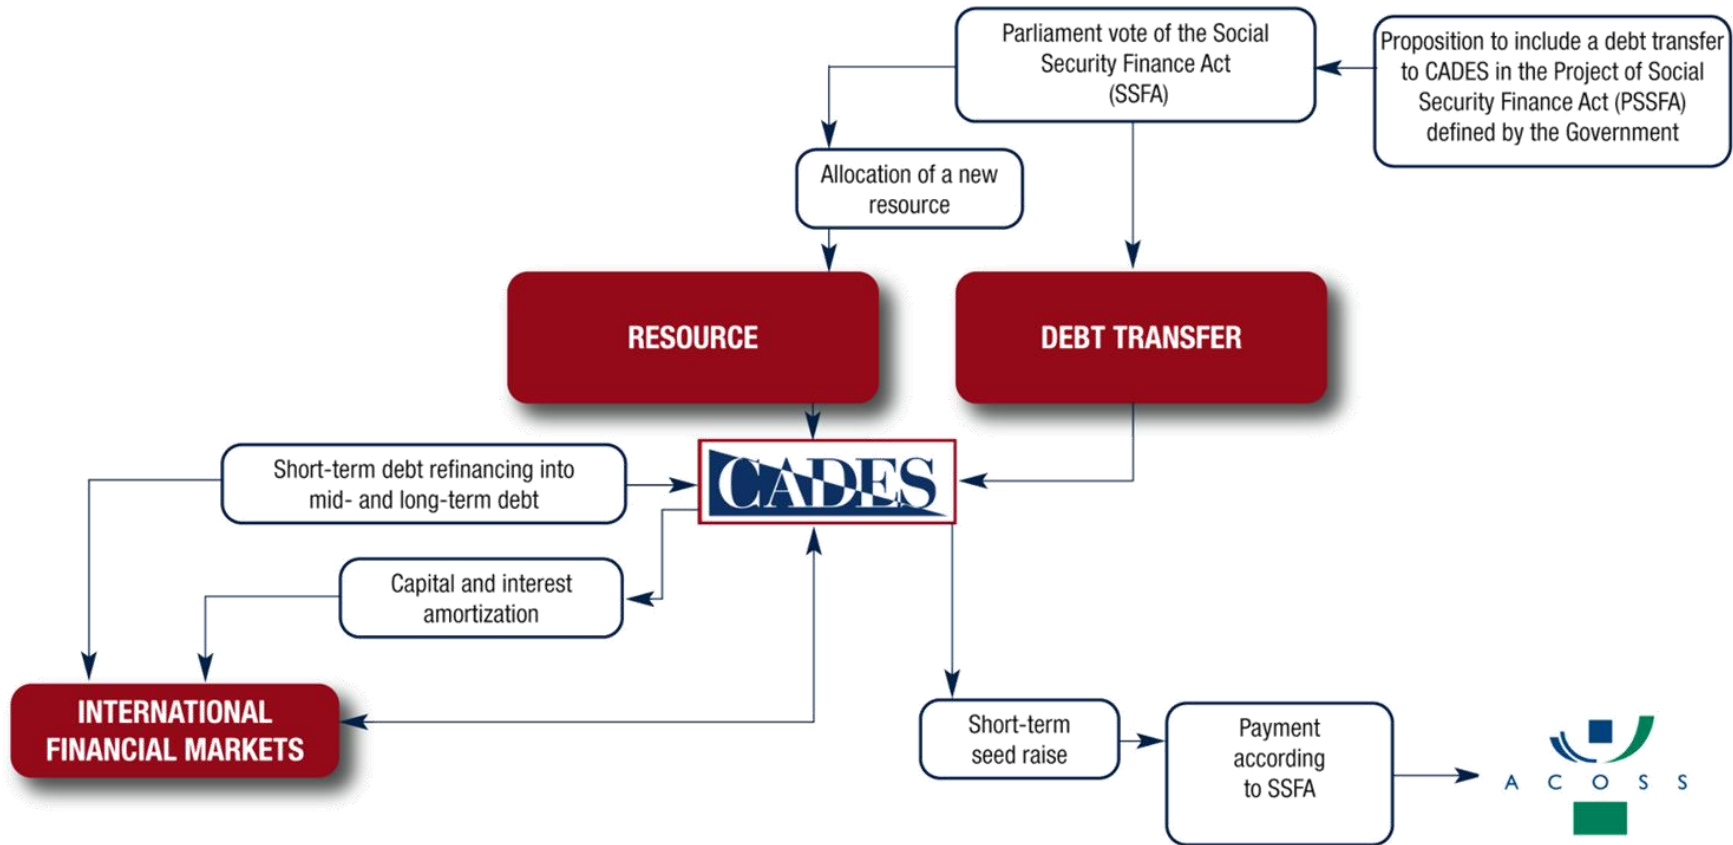 Parliament vote of the Social
Security Finance Act
(SSFA)
Proposition to include a debt transfer
to CADES in the Project of Social
Security Finance Act (PSSFA)
defined by the Government
Allocation of a new
resource
RESOURCE
DEBT TRANSFER
Short-term debt refinancing into
mid- and long-term debt
CADES
Capital and interest
amortization
INTERNATIONAL
FINANCIAL MARKETS
Short-term
seed raise
Payment
according
to SSFA
ACOSS